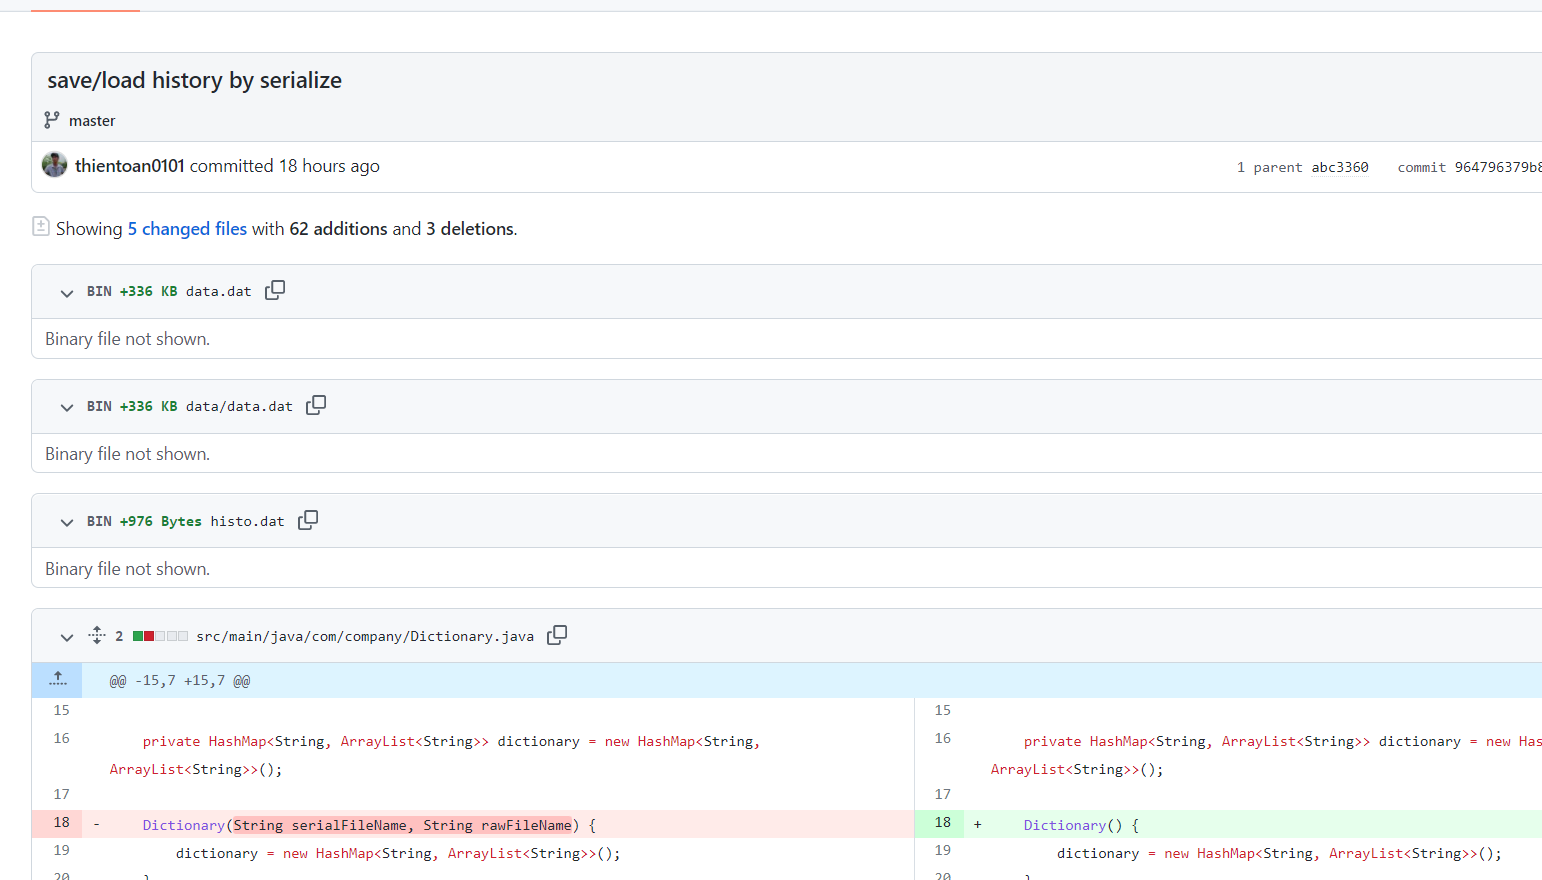 save/load history by serialize
master
thientoan0101 committed 18 hours ago
1 parent abc3360 commit 964796379b8
Showing 5 changed files with 62 additions and 3 deletions.
BIN +336 KB data.dat
Binary file not shown.
BIN +336 KB data/data.dat
Binary file not shown.
BIN +976 Bytes histo.dat
Binary file not shown.
2 src/main/java/com/company/Dictionary.java
@@ -15,7 +15,7 @@
15 15
16 private HashMap<String, ArrayList<String>> dictionary = new HashMap<String, 16 private HashMap<String, ArrayList<String>> dictionary = new Has
ArrayList<String>>(); ArrayList<String>>();
17 17
18 - Dictionary(String serialFileName, String rawFileName) { 18 + Dictionary() {
19 dictionary = new HashMap<String, ArrayList<String>>(); 19 dictionary = new HashMap<String, ArrayList<String>>();
20 } 20 }